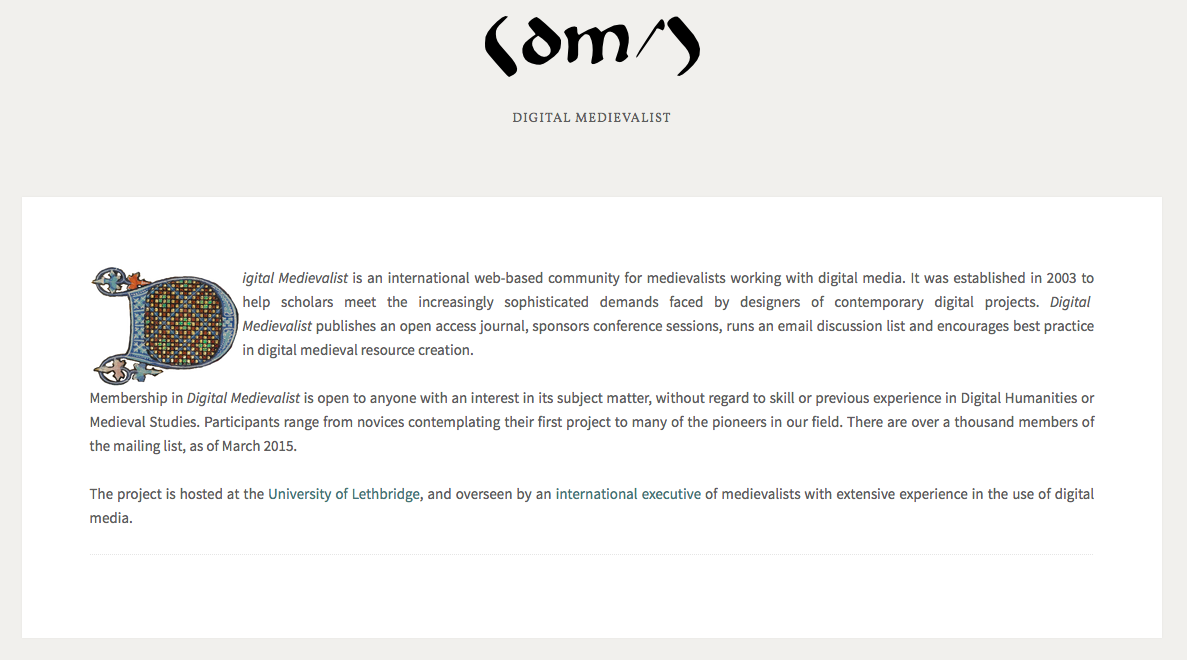 <dm/>
DIGITAL MEDIEVALIST
Digital Medievalist is an international web-based community for medievalists working with digital media. It was established in 2003 to
help scholars meet the increasingly sophisticated demands faced by designers of contemporary digital projects. Digital
Medievalist publishes an open access journal, sponsors conference sessions, runs an email discussion list and encourages best practice
in digital medieval resource creation.
Membership in Digital Medievalist is open to anyone with an interest in its subject matter, without regard to skill or previous experience in Digital Humanities or
Medieval Studies. Participants range from novices contemplating their first project to many of the pioneers in our field. There are over a thousand members of
the mailing list, as of March 2015.
The project is hosted at the University of Lethbridge, and overseen by an international executive of medievalists with extensive experience in the use of digital
media.